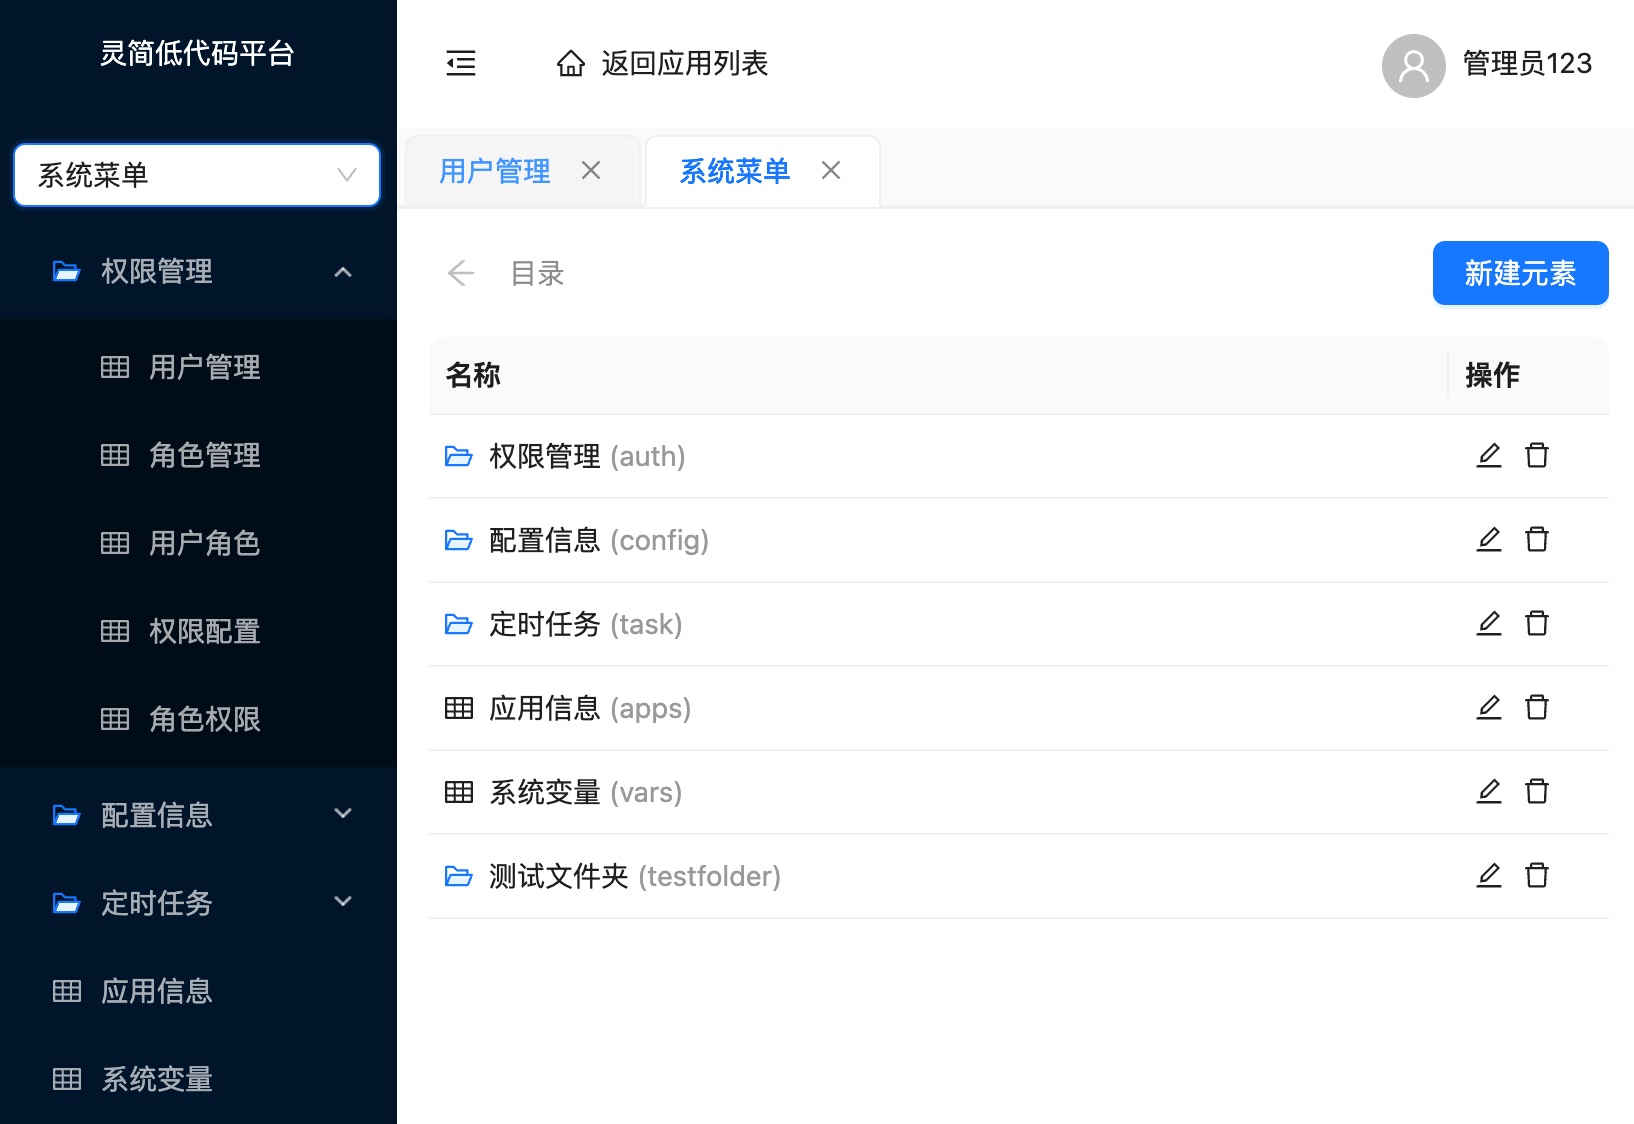 灵简低代码平台
系统菜单
权限管理
用户管理
角色管理
用户角色
权限配置
角色权限
配置信息
定时任务
应用信息
系统变量
返回应用列表
管理员123
用户管理
系统菜单
目录
新建元素
名称 操作
权限管理 (auth)
配置信息 (config)
定时任务 (task)
应用信息 (apps)
系统变量 (vars)
测试文件夹 (testfolder)